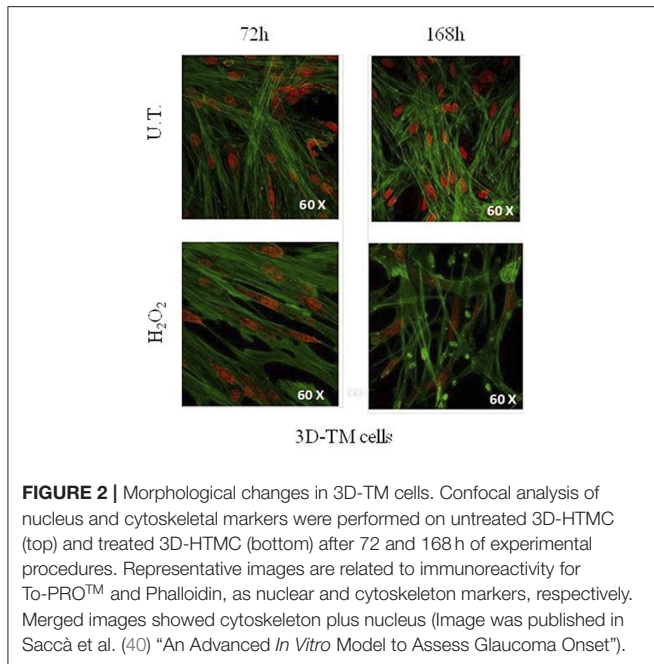 72h 168h
U.T.
60 X 60 X
H₂O₂
60 X 60 X
3D-TM cells
FIGURE 2 | Morphological changes in 3D-TM cells. Confocal analysis of
nucleus and cytoskeletal markers were performed on untreated 3D-HTMC
(top) and treated 3D-HTMC (bottom) after 72 and 168 h of experimental
procedures. Representative images are related to immunoreactivity for
To-PRO™ and Phalloidin, as nuclear and cytoskeleton markers, respectively.
Merged images showed cytoskeleton plus nucleus (Image was published in
Saccà et al. (40) “An Advanced In Vitro Model to Assess Glaucoma Onset”).